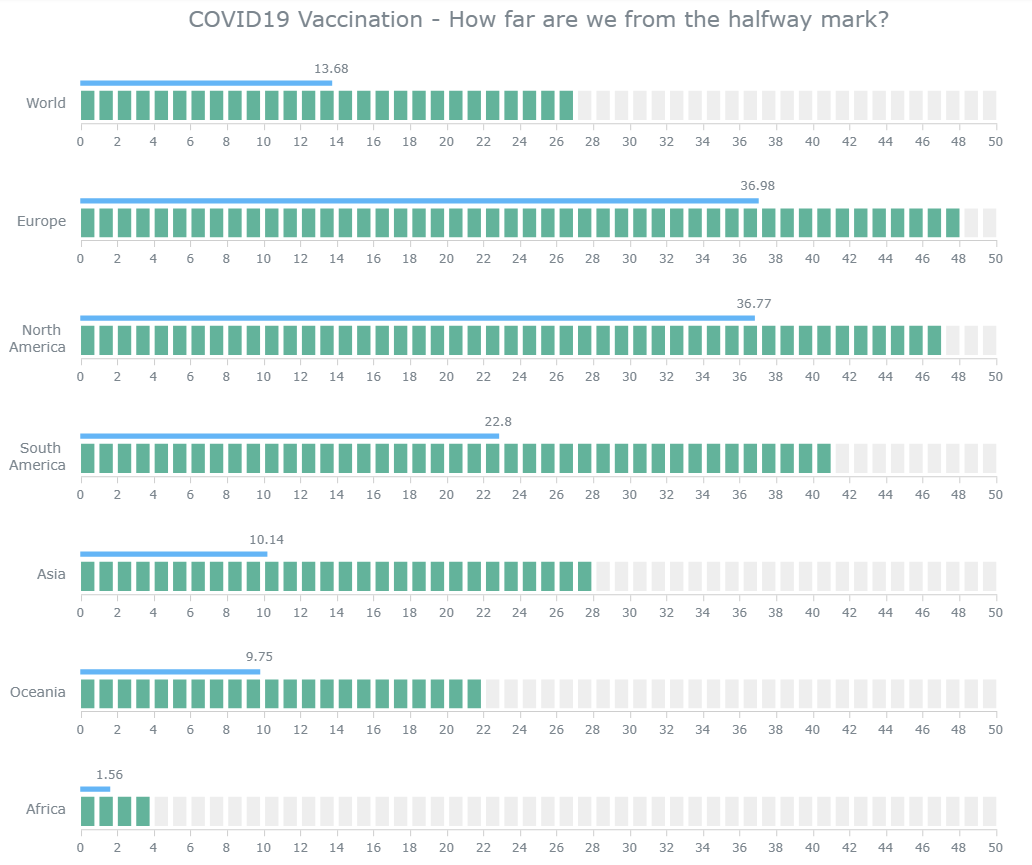 COVID19 Vaccination - How far are we from the halfway mark?
13.68
World
0 2 4 6 8 10 12 14 16 18 20 22 24 26 28 30 32 34 36 38 40 42 44 46 48 50
36.98
Europe
0 2 4 6 8 10 12 14 16 18 20 22 24 26 28 30 32 34 36 38 40 42 44 46 48 50
36.77
North
America
0 2 4 6 8 10 12 14 16 18 20 22 24 26 28 30 32 34 36 38 40 42 44 46 48 50
22.8
South
America
0 2 4 6 8 10 12 14 16 18 20 22 24 26 28 30 32 34 36 38 40 42 44 46 48 50
10.14
Asia
0 2 4 6 8 10 12 14 16 18 20 22 24 26 28 30 32 34 36 38 40 42 44 46 48 50
9.75
Oceania
0 2 4 6 8 10 12 14 16 18 20 22 24 26 28 30 32 34 36 38 40 42 44 46 48 50
1.56
Africa
0 2 4 6 8 10 12 14 16 18 20 22 24 26 28 30 32 34 36 38 40 42 44 46 48 50